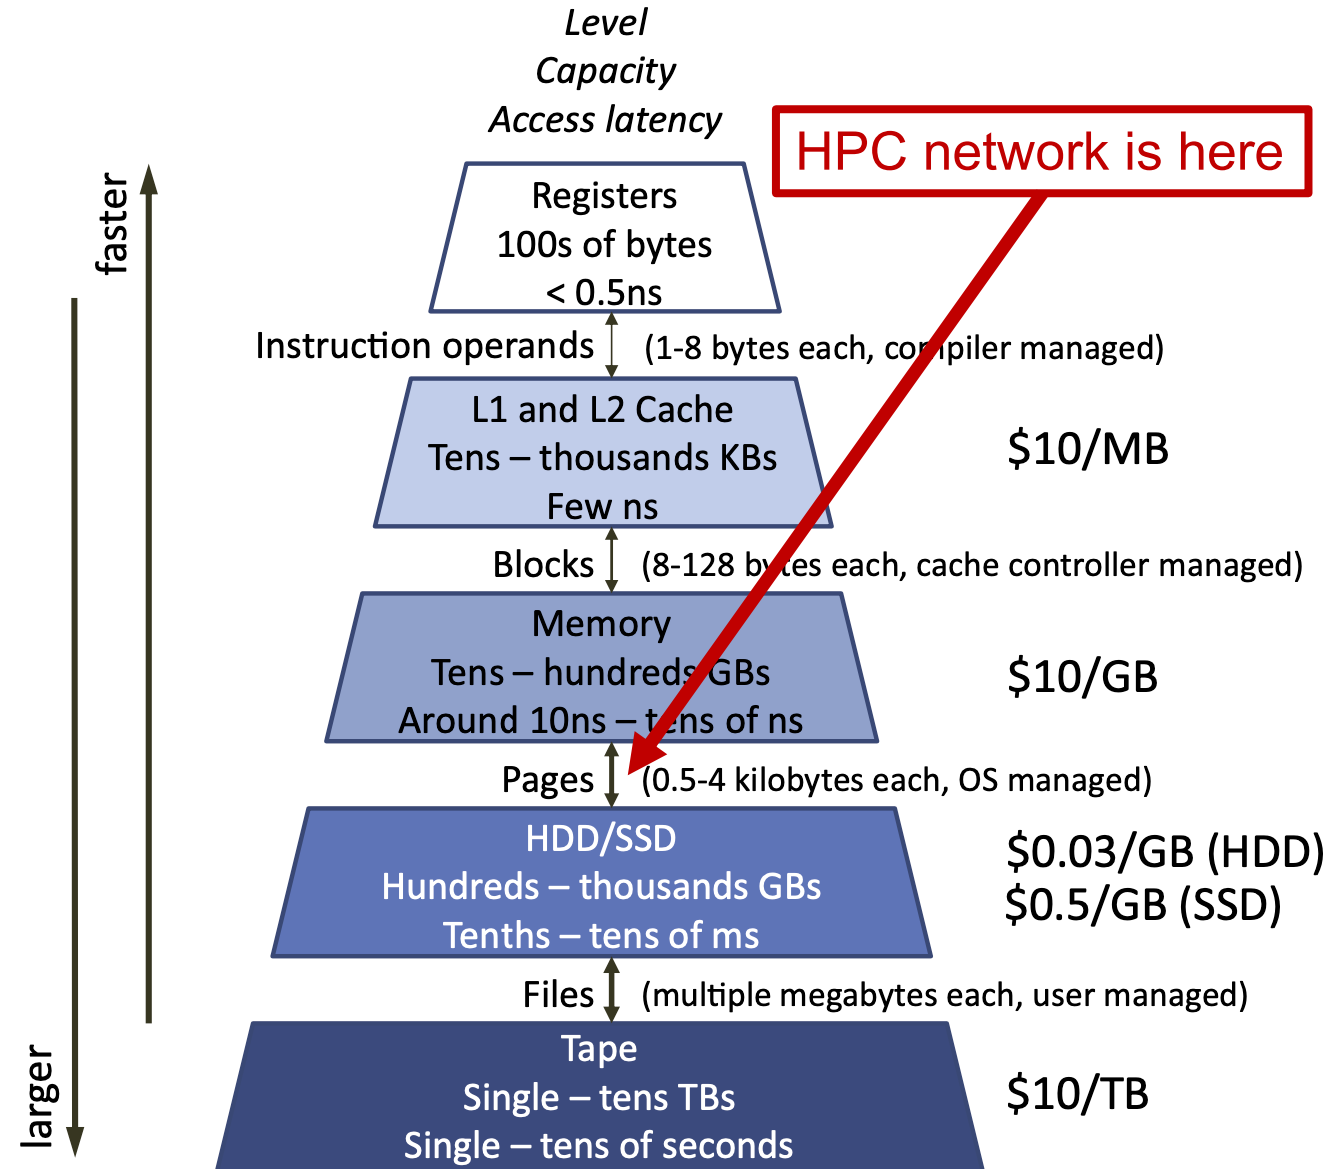 Level
Capacity
Access latency
HPC network is here
faster
Registers
100s of bytes
< 0.5ns
Instruction operands (1-8 bytes each, compiler managed)
L1 and L2 Cache
Tens – thousands KBs
Few ns
$10/MB
Blocks (8-128 bytes each, cache controller managed)
Memory
Tens – hundreds GBs
Around 10ns – tens of ns
$10/GB
Pages (0.5-4 kilobytes each, OS managed)
HDD/SSD
Hundreds – thousands GBs
Tenths – tens of ms
$0.03/GB (HDD)
$0.5/GB (SSD)
Files (multiple megabytes each, user managed)
larger
Tape
Single – tens TBs
Single – tens of seconds
$10/TB